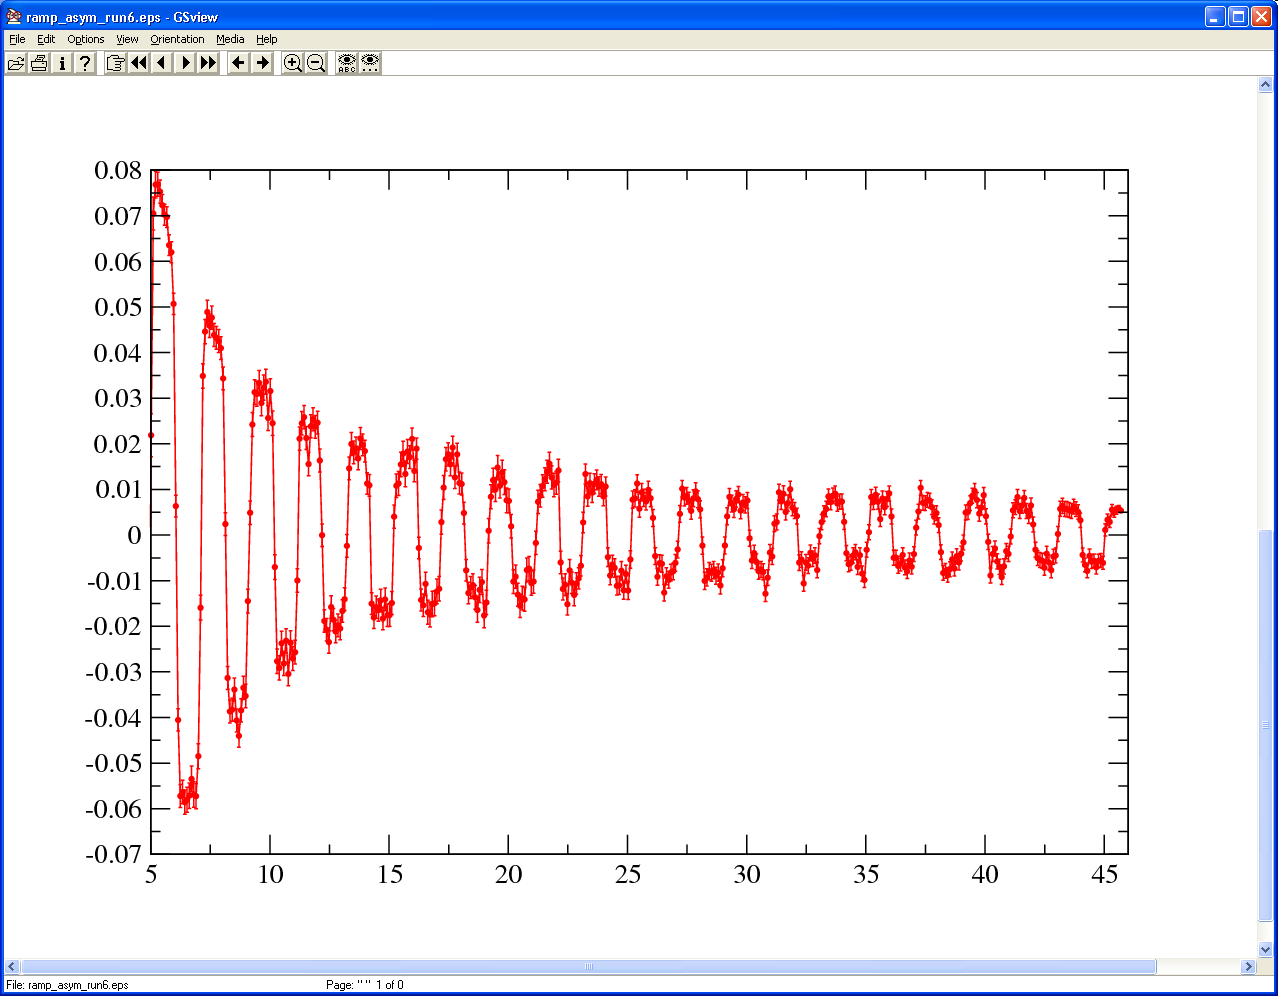 ramp_asym_run6.eps - GSview
File Edit Options View Orientation Media Help
i ?
ABC
0.08
0.07
0.06
0.05
0.04
0.03
0.02
0.01
0
-0.01
-0.02
-0.03
-0.04
-0.05
-0.06
-0.07
5 10 15 20 25 30 35 40 45
File: ramp_asym_run6.eps Page: " " 1 of 0